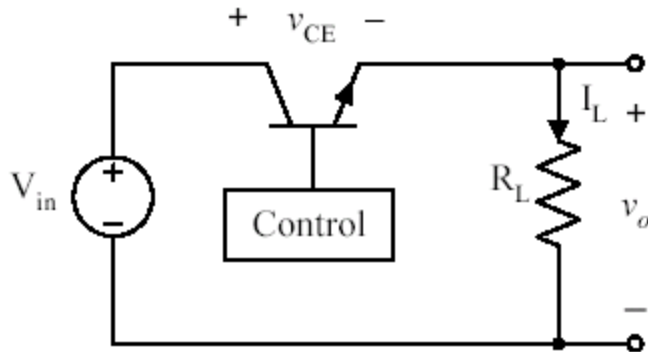 + v_CE −
I_L
+
V_in
+
−
R_L
Control
v_o
−